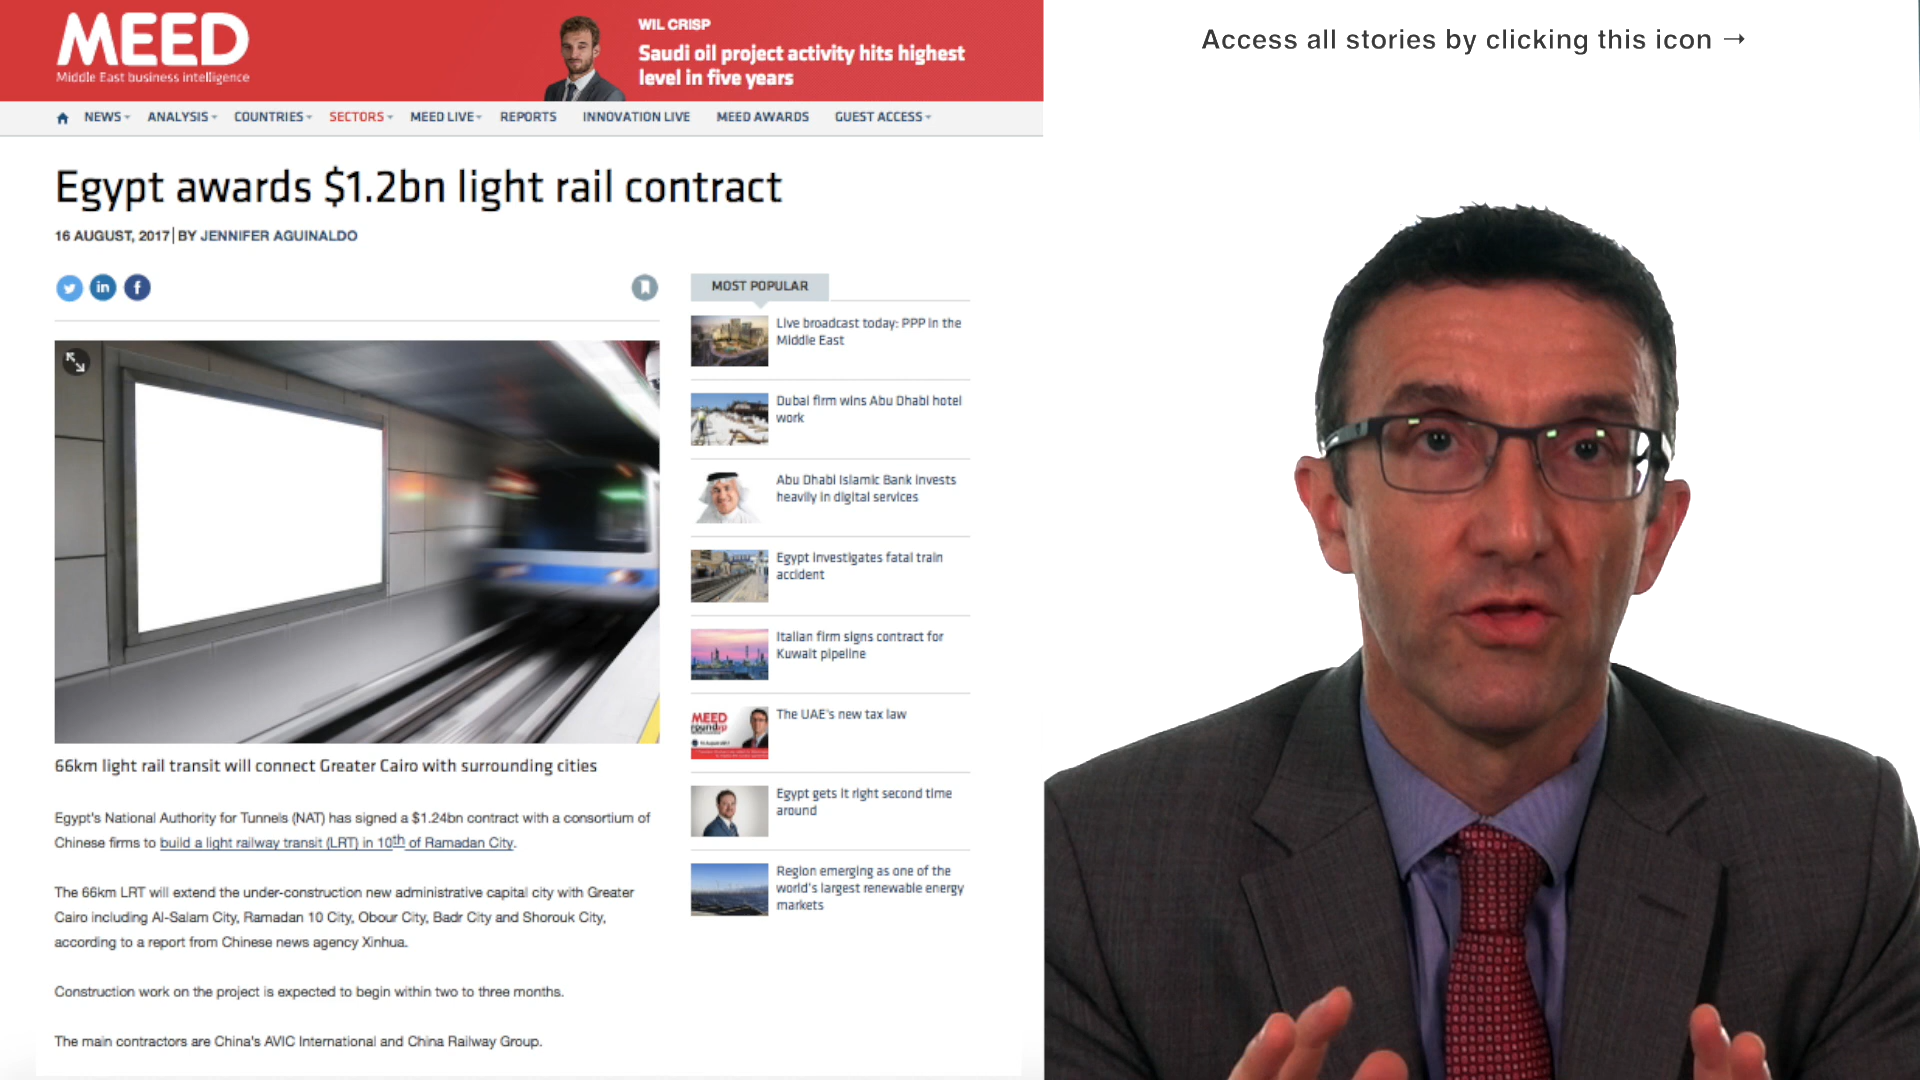 MEED
Middle East business intelligence
WIL CRISP
Saudi oil project activity hits highest
level in five years
Access all stories by clicking this icon →
NEWS ANALYSIS COUNTRIES SECTORS MEED LIVE REPORTS INNOVATION LIVE MEED AWARDS GUEST ACCESS
Egypt awards $1.2bn light rail contract
16 AUGUST, 2017 | BY JENNIFER AGUINALDO
in f
66km light rail transit will connect Greater Cairo with surrounding cities
Egypt's National Authority for Tunnels (NAT) has signed a $1.24bn contract with a consortium of
Chinese firms to build a light railway transit (LRT) in 10th of Ramadan City.
The 66km LRT will extend the under-construction new administrative capital city with Greater
Cairo including Al-Salam City, Ramadan 10 City, Obour City, Badr City and Shorouk City,
according to a report from Chinese news agency Xinhua.
Construction work on the project is expected to begin within two to three months.
The main contractors are China's AVIC International and China Railway Group.
MOST POPULAR
Live broadcast today: PPP in the
Middle East
Dubai firm wins Abu Dhabi hotel
work
Abu Dhabi Islamic Bank invests
heavily in digital services
Egypt investigates fatal train
accident
Italian firm signs contract for
Kuwait pipeline
MEED
roundup
The UAE's new tax law
Egypt gets it right second time
around
Region emerging as one of the
world's largest renewable energy
markets